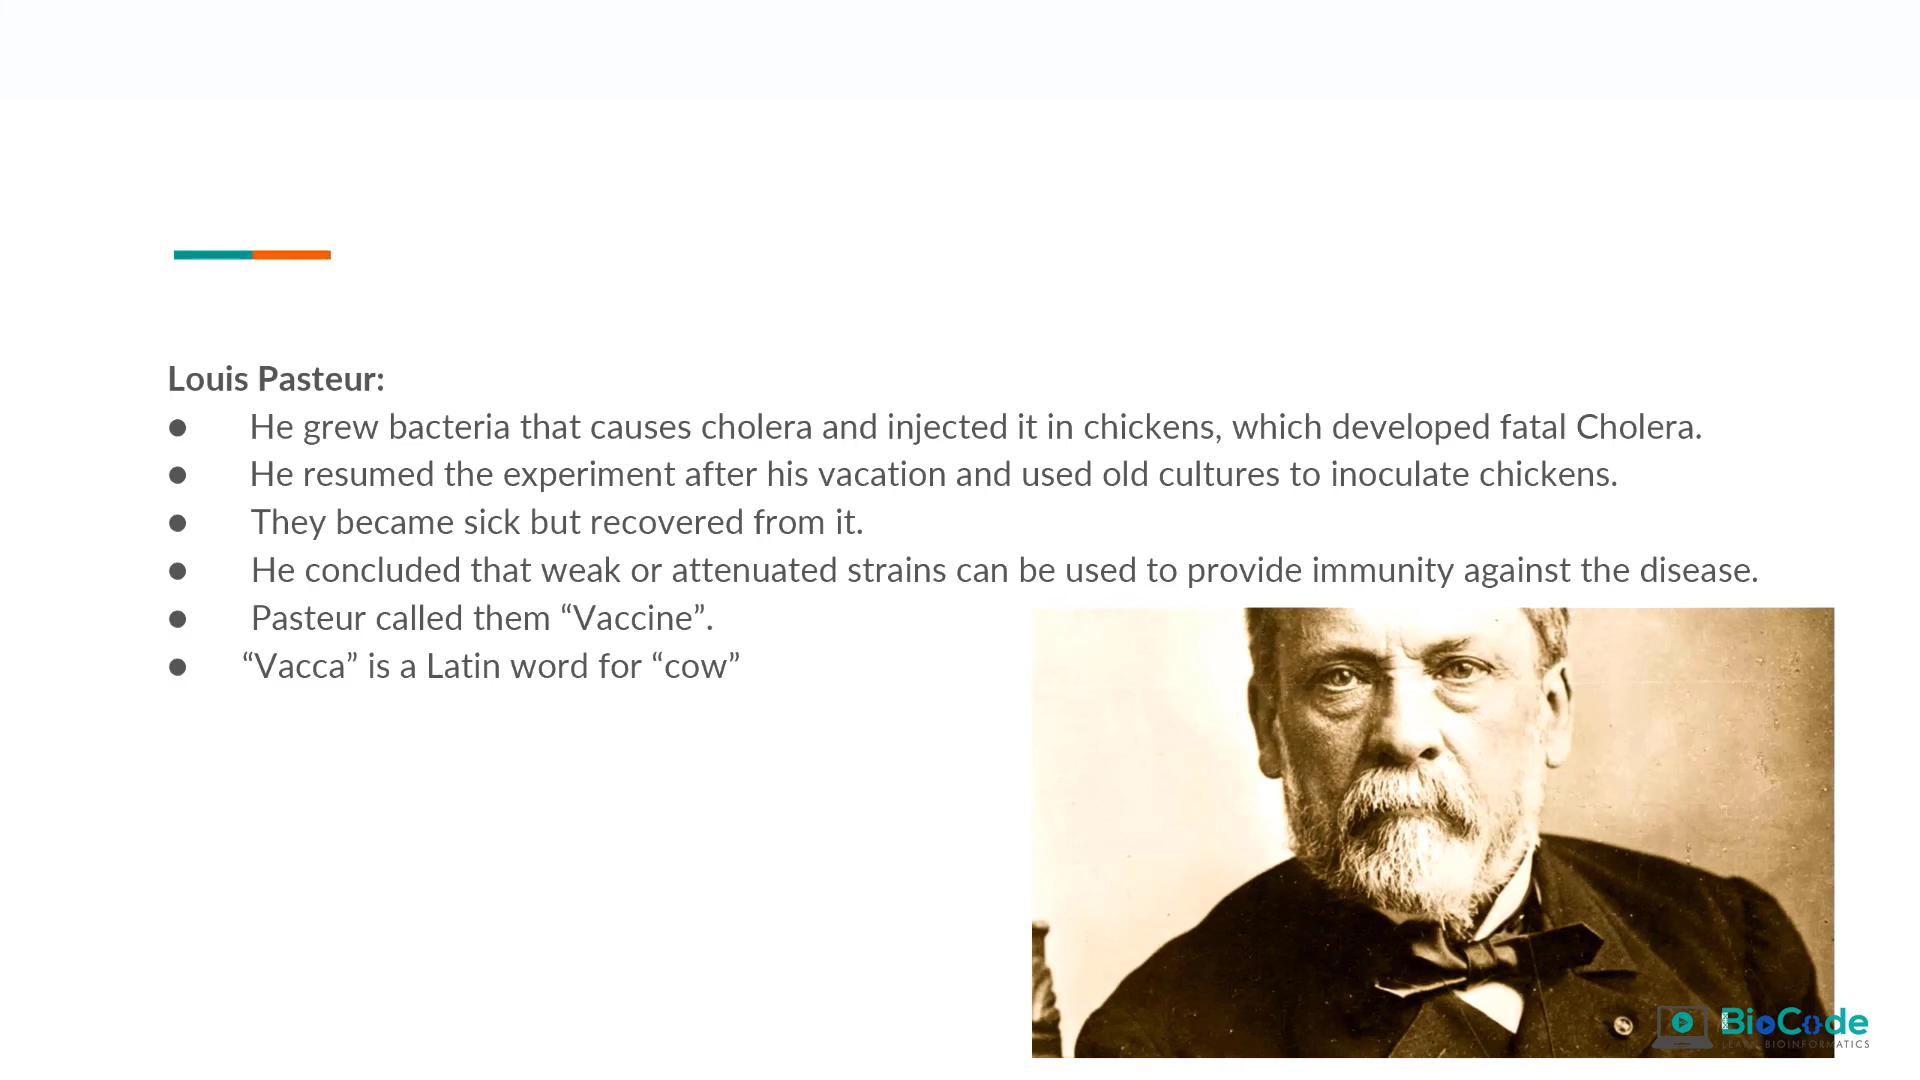 Louis Pasteur:
● He grew bacteria that causes cholera and injected it in chickens, which developed fatal Cholera.
● He resumed the experiment after his vacation and used old cultures to inoculate chickens.
● They became sick but recovered from it.
● He concluded that weak or attenuated strains can be used to provide immunity against the disease.
● Pasteur called them “Vaccine”.
● “Vacca” is a Latin word for “cow”
BioCode
LEARN BIOINFORMATICS